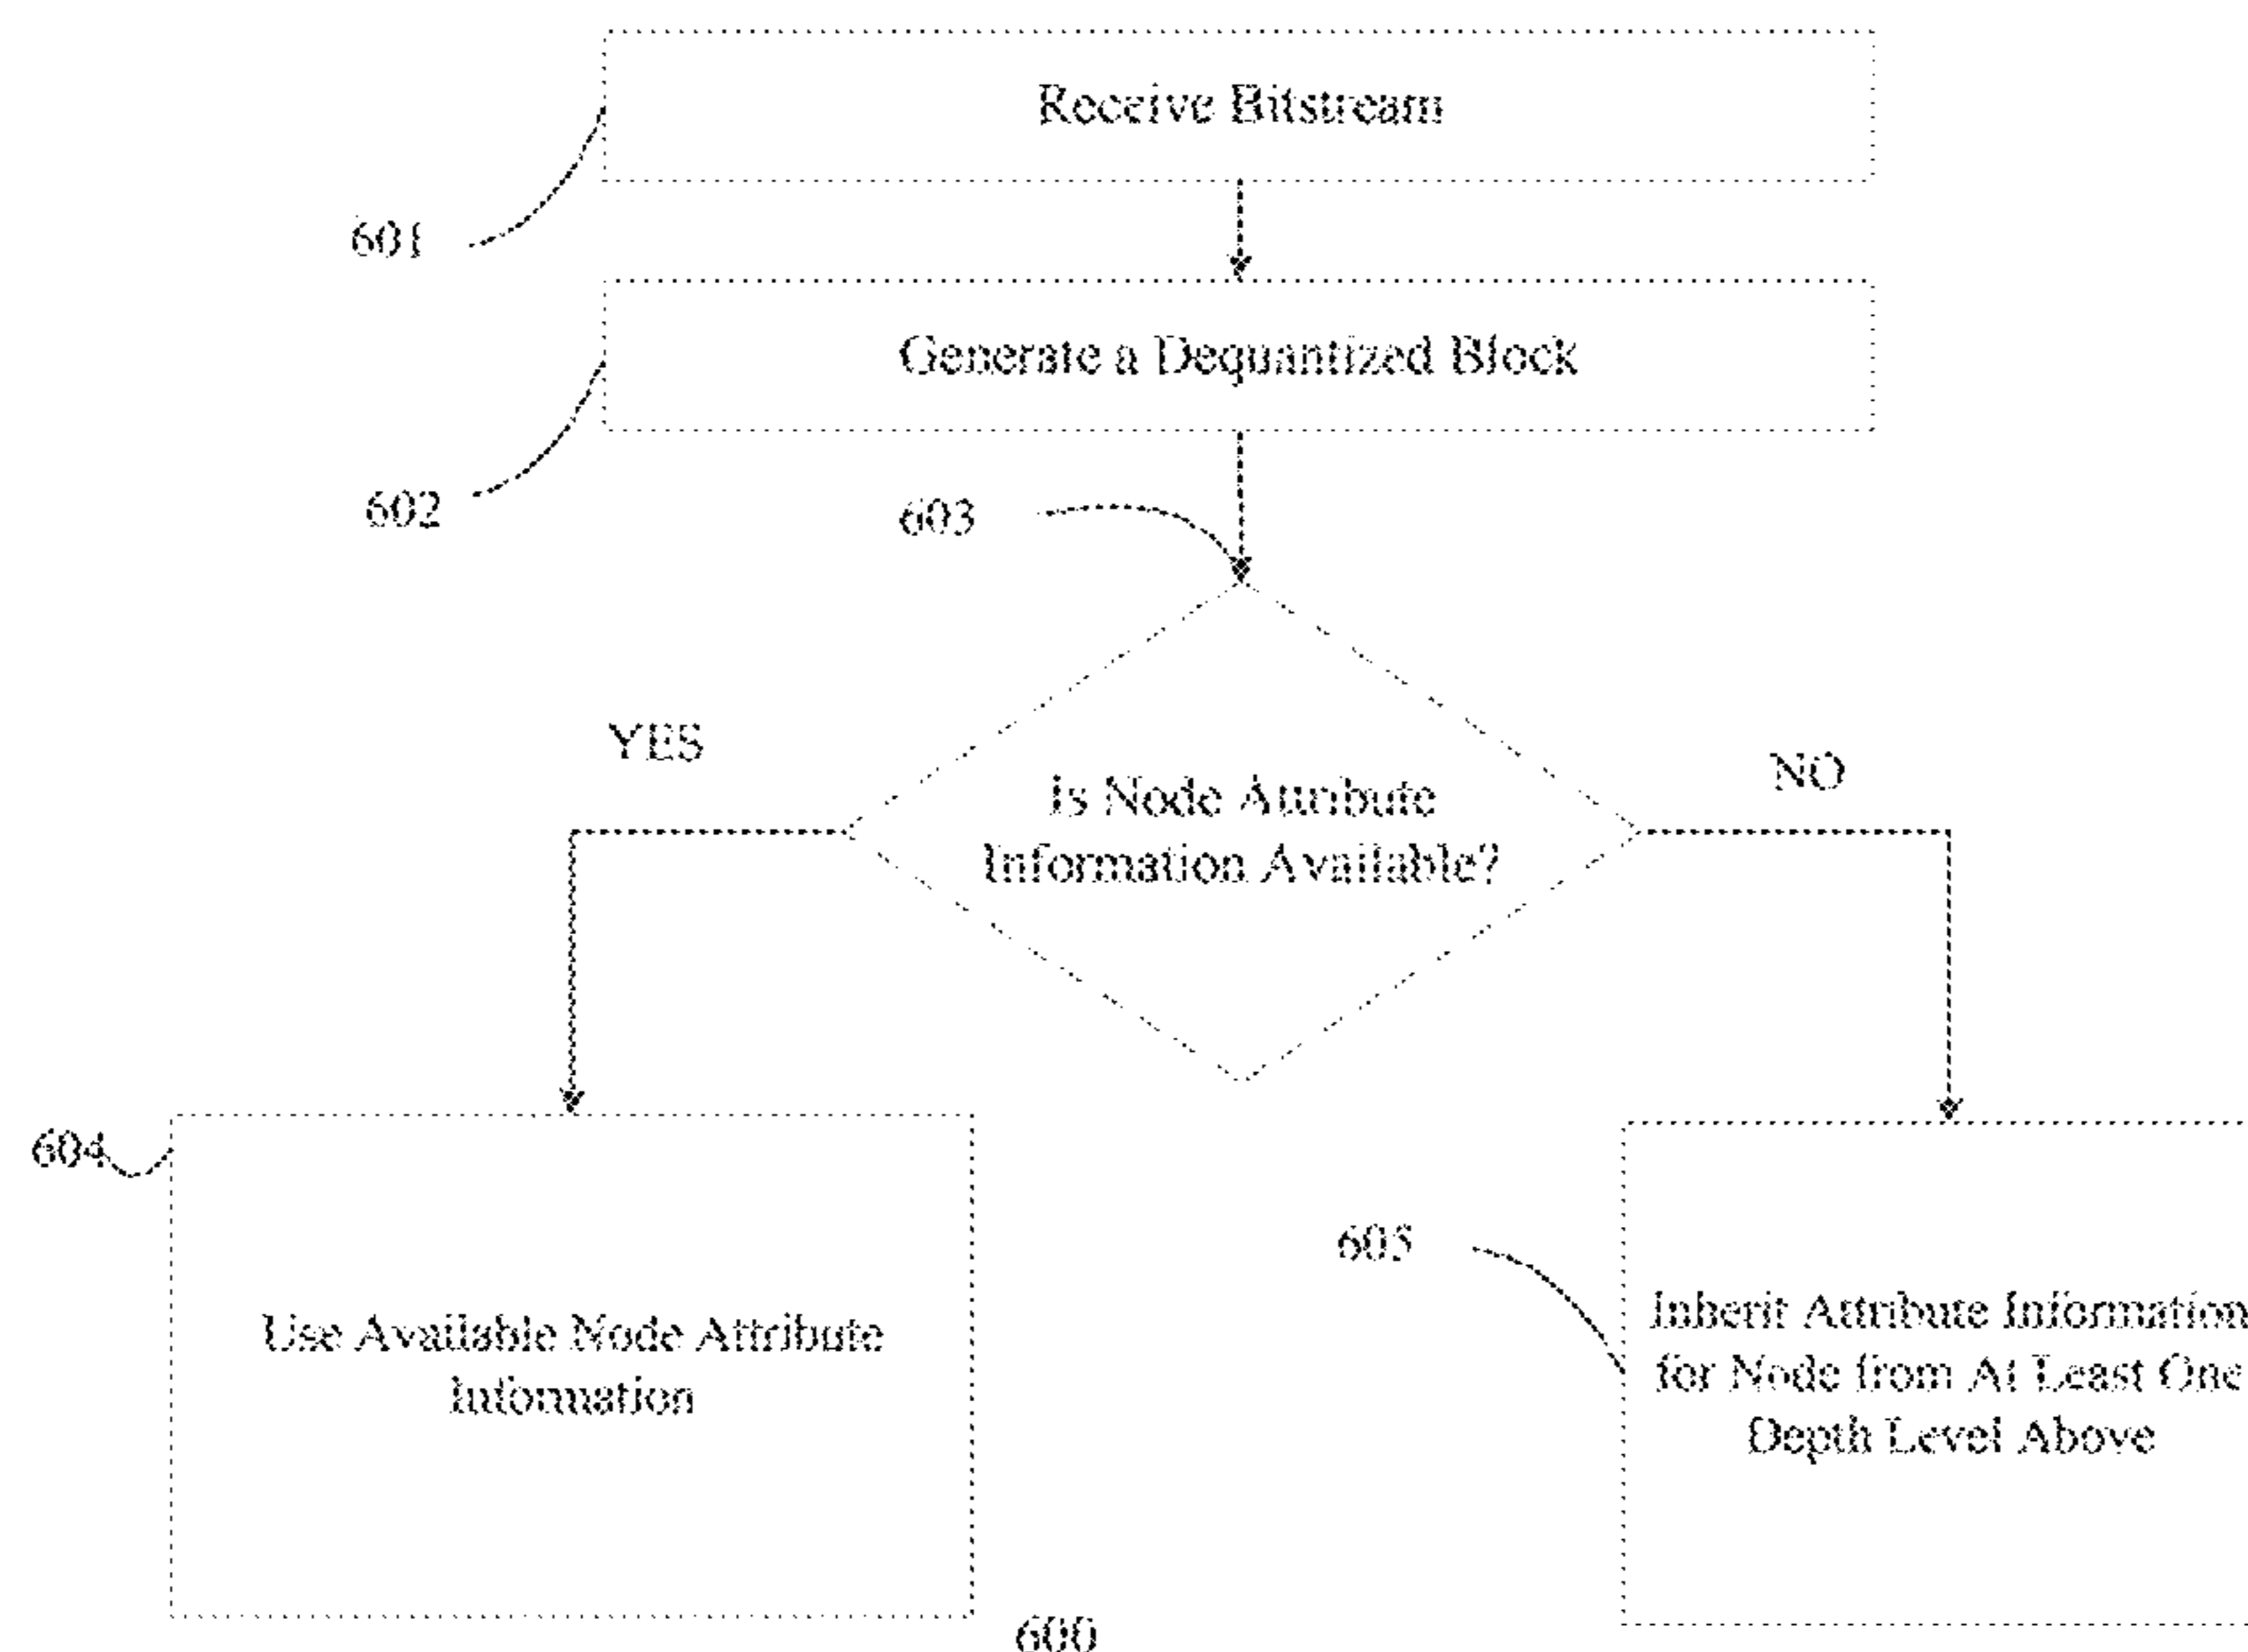 Receive Bitstream
601
Generate a Dequantized Block
602
603
YES
NO
Is Node Attribute
Information Available?
604
605
Use Available Node Attribute
Information
Inherit Attribute Information
for Node from At Least One
Depth Level Above
600